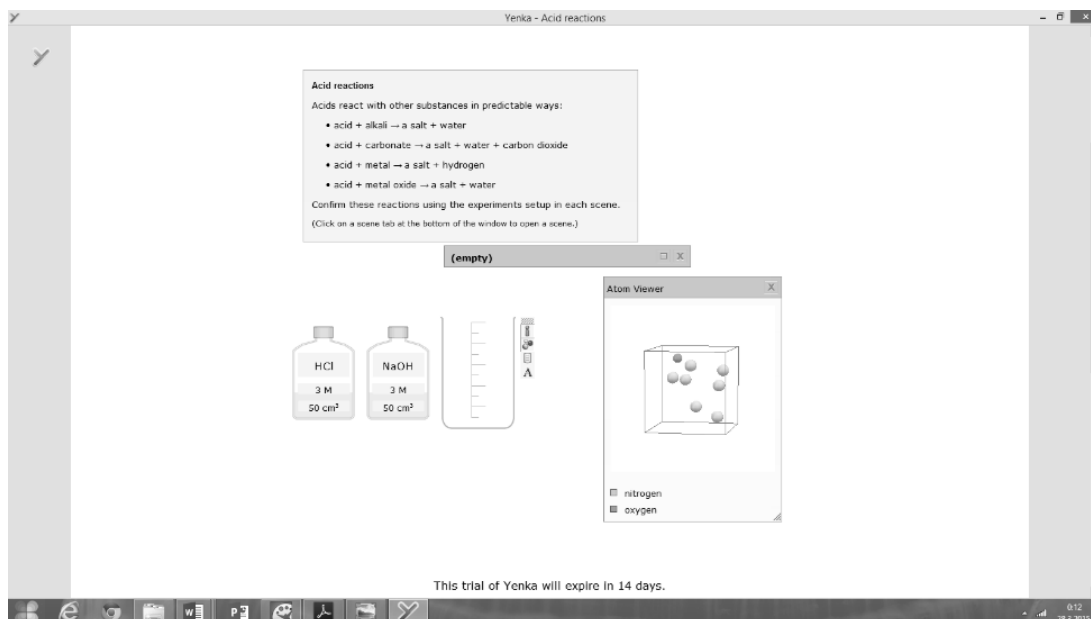 Yenka - Acid reactions
Acid reactions
Acids react with other substances in predictable ways:
• acid + alkali → a salt + water
• acid + carbonate → a salt + water + carbon dioxide
• acid + metal → a salt + hydrogen
• acid + metal oxide → a salt + water
Confirm these reactions using the experiments setup in each scene.
(Click on a scene tab at the bottom of the window to open a scene.)
(empty)
Atom Viewer
HCl
3 M
50 cm³
NaOH
3 M
50 cm³
A
nitrogen
oxygen
This trial of Yenka will expire in 14 days.
0:12